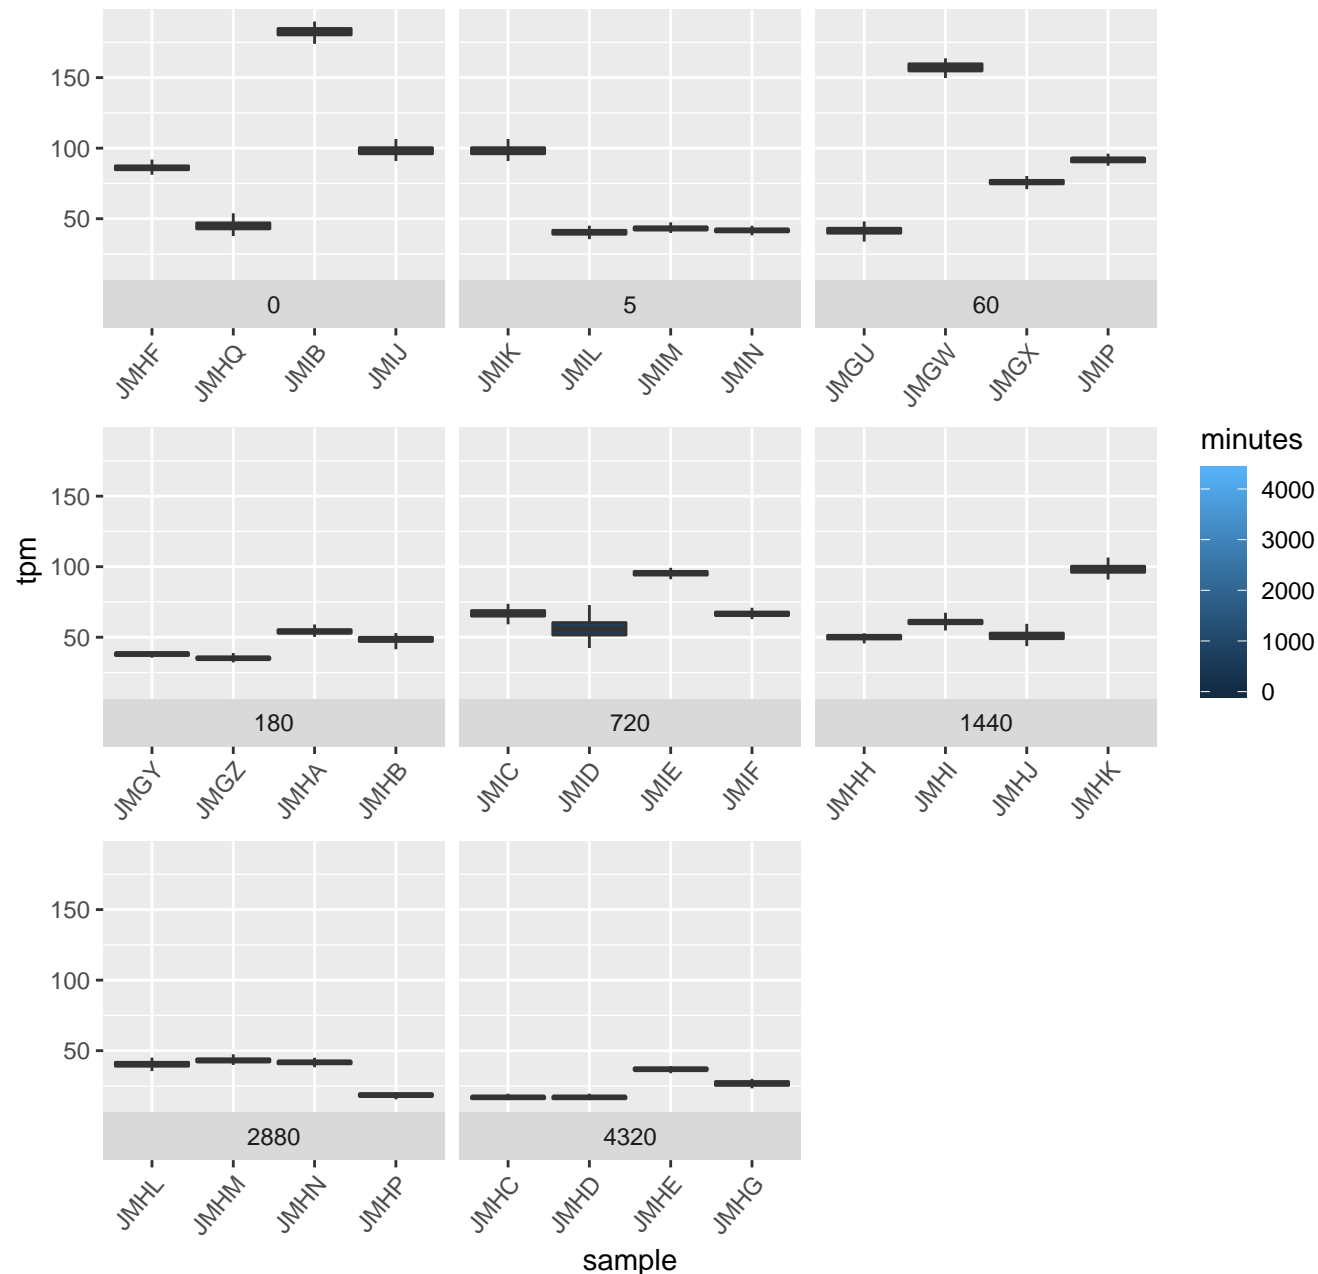 150
100
50
0
5
60
JMHF
JMHQ
JMIB
JMIJ
JMIK
JMIL
JMIM
JMIN
JMGU
JMGW
JMGX
JMIP
tpm
150
100
50
180
720
1440
JMGY
JMGZ
JMHA
JMHB
JMIC
JMID
JMIE
JMIF
JMHH
JMHI
JMHJ
JMHK
minutes
4000
3000
2000
1000
0
150
100
50
2880
4320
JMHL
JMHM
JMHN
JMHP
JMHC
JMHD
JMHE
JMHG
sample